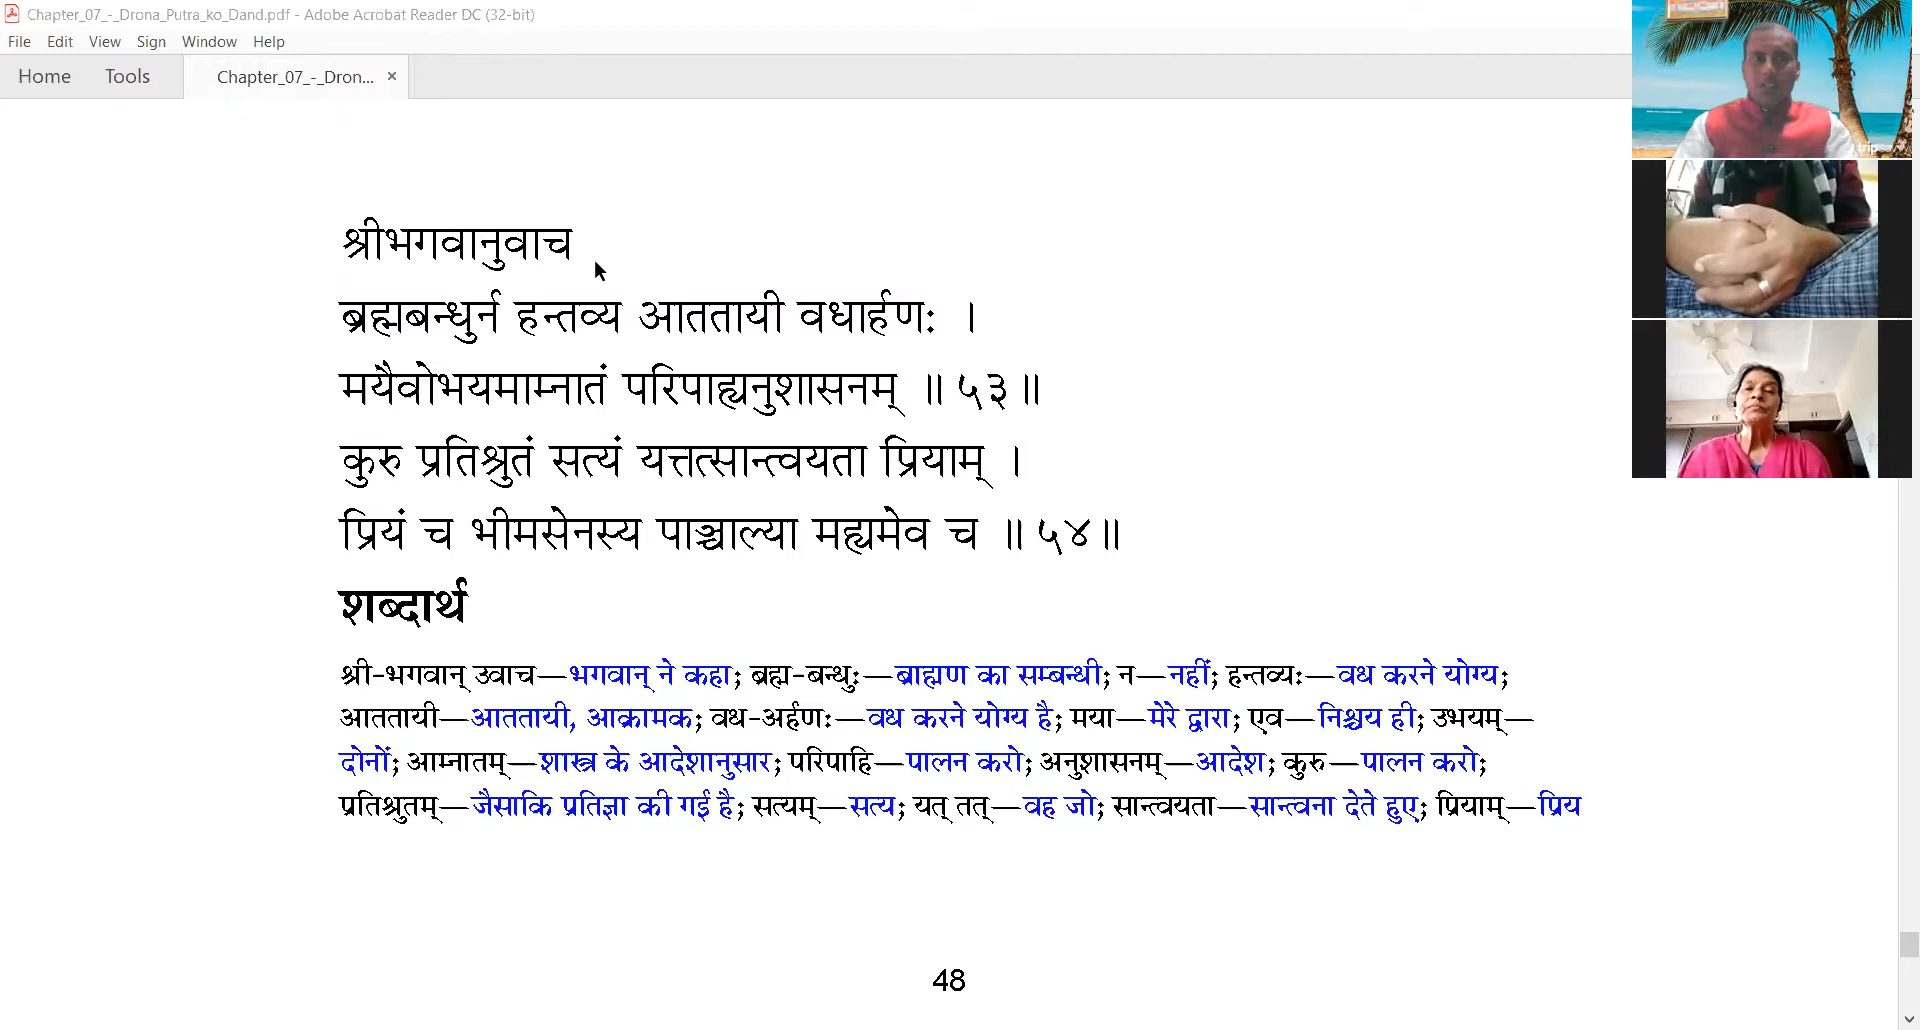 Chapter_07_-_Drona_Putra_ko_Dand.pdf - Adobe Acrobat Reader DC (32-bit)
File Edit View Sign Window Help
Home Tools Chapter_07_-_Dron... ×
श्रीभगवानुवाच
ब्रह्मबन्धुर्न हन्तव्य आततायी वधार्हणः ।
मयैवोभयमाम्नातं परिपाह्यनुशासनम् ॥ ५३॥
कुरु प्रतिश्रुतं सत्यं यत्तत्सान्त्वयता प्रियाम् ।
प्रियं च भीमसेनस्य पाञ्चाल्या मह्यमेव च ॥ ५४॥
शब्दार्थ
श्री-भगवान् उवाच—भगवान् ने कहा; ब्रह्म-बन्धुः—ब्राह्मण का सम्बन्धी; न—नहीं; हन्तव्यः—वध करने योग्य;
आततायी—आततायी, आक्रामक; वध-अर्हणः—वध करने योग्य है; मया—मेरे द्वारा; एव—निश्चय ही; उभयम्—
दोनों; आम्नातम्—शास्त्र के आदेशानुसार; परिपाहि—पालन करो; अनुशासनम्—आदेश; कुरु—पालन करो;
प्रतिश्रुतम्—जैसाकि प्रतिज्ञा की गई है; सत्यम्—सत्य; यत् तत्—वह जो; सान्त्वयता—सान्त्वना देते हुए; प्रियाम्—प्रिय
48